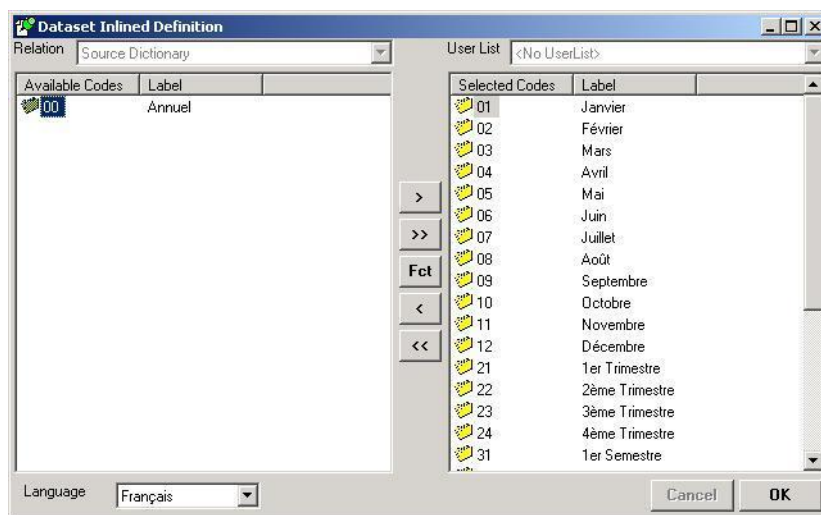 Dataset Inlined Definition
Relation Source Dictionary User List <No UserList>
Available Codes Label
00 Annuel
Selected Codes Label
01 Janvier
02 Février
03 Mars
04 Avril
05 Mai
06 Juin
07 Juillet
08 Août
09 Septembre
10 Octobre
11 Novembre
12 Décembre
21 1er Trimestre
22 2ème Trimestre
23 3ème Trimestre
24 4ème Trimestre
31 1er Semestre
>
>>
Fct
<
<<
Language Français Cancel OK